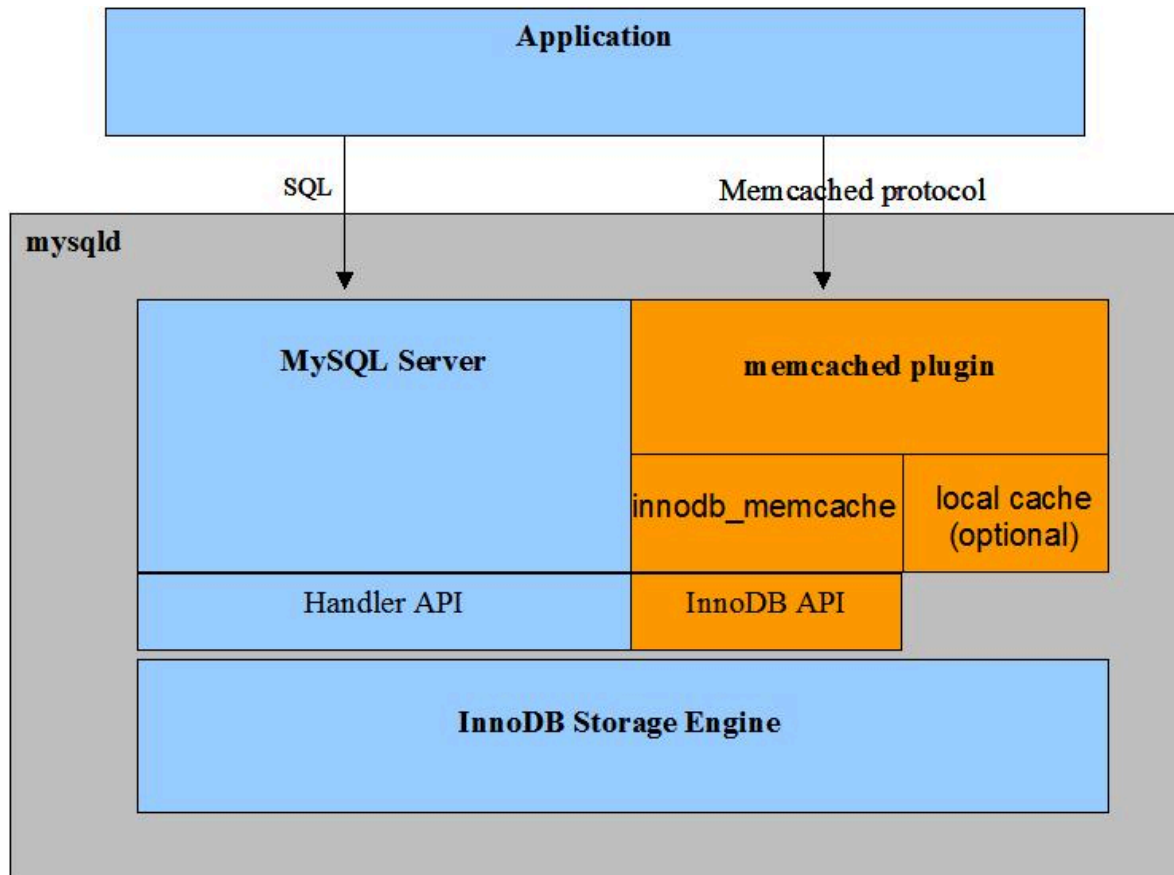 Application
SQL
Memcached protocol
mysqld
MySQL Server
memcached plugin
innodb_memcache
local cache
(optional)
Handler API
InnoDB API
InnoDB Storage Engine